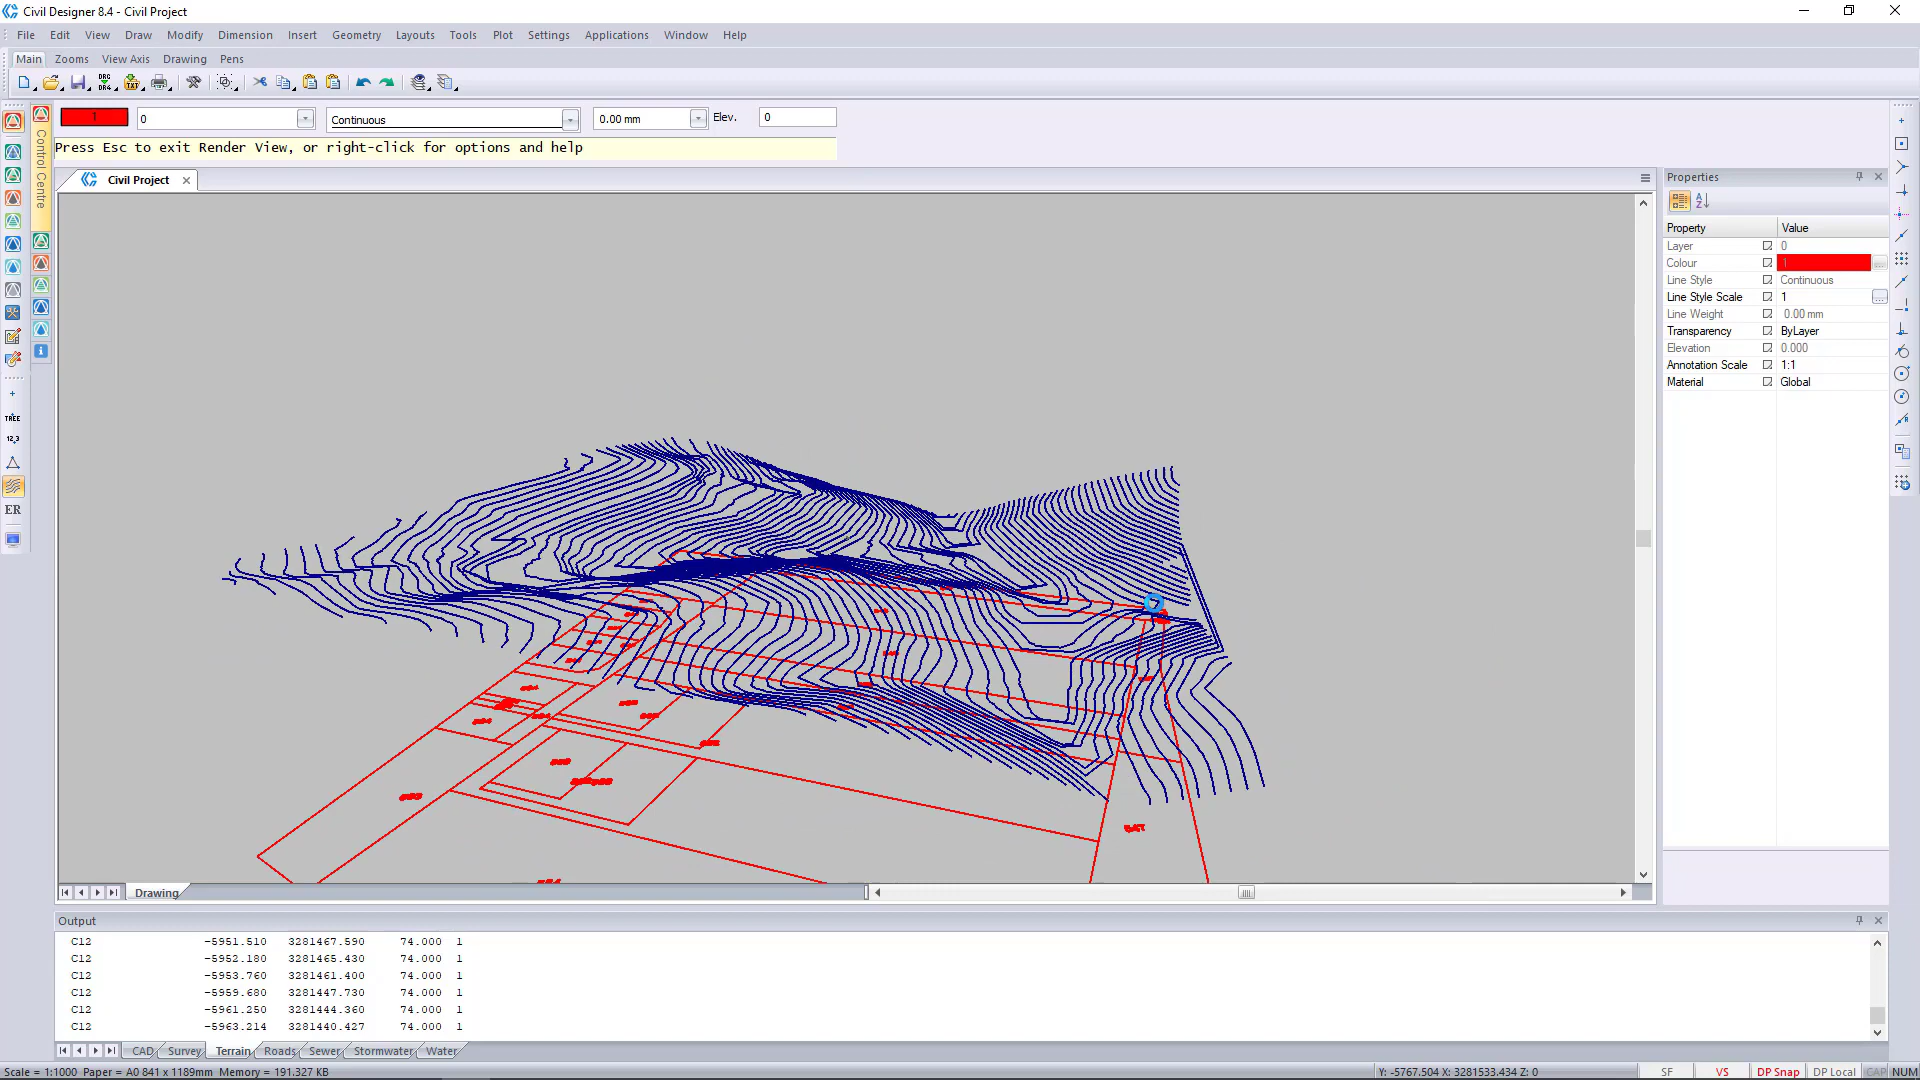 Civil Designer 8.4 - Civil Project
File Edit View Draw Modify Dimension Insert Geometry Layouts Tools Plot Settings Applications Window Help
Main Zooms View Axis Drawing Pens
1 0 Continuous 0.00 mm Elev. 0
Press Esc to exit Render View, or right-click for options and help
Control Centre
Civil Project
Properties
Property Value
Layer 0
Colour 1
Line Style Continuous
Line Style Scale 1
Line Weight 0.00 mm
Transparency ByLayer
Elevation 0.000
Annotation Scale 1:1
Material Global
TREE
12.3
ER
Drawing
Output
C12 -5951.510 3281467.590 74.000 1
C12 -5952.180 3281465.430 74.000 1
C12 -5953.760 3281461.400 74.000 1
C12 -5959.680 3281447.730 74.000 1
C12 -5961.250 3281444.360 74.000 1
C12 -5963.214 3281440.427 74.000 1
CAD Survey Terrain Roads Sewer Stormwater Water
Scale = 1:1000 Paper = A0 841 x 1189mm Memory = 191.327 KB Y: -5767.504 X: 3281533.434 Z: 0 SF VS DP Snap DP Local CAP NUM